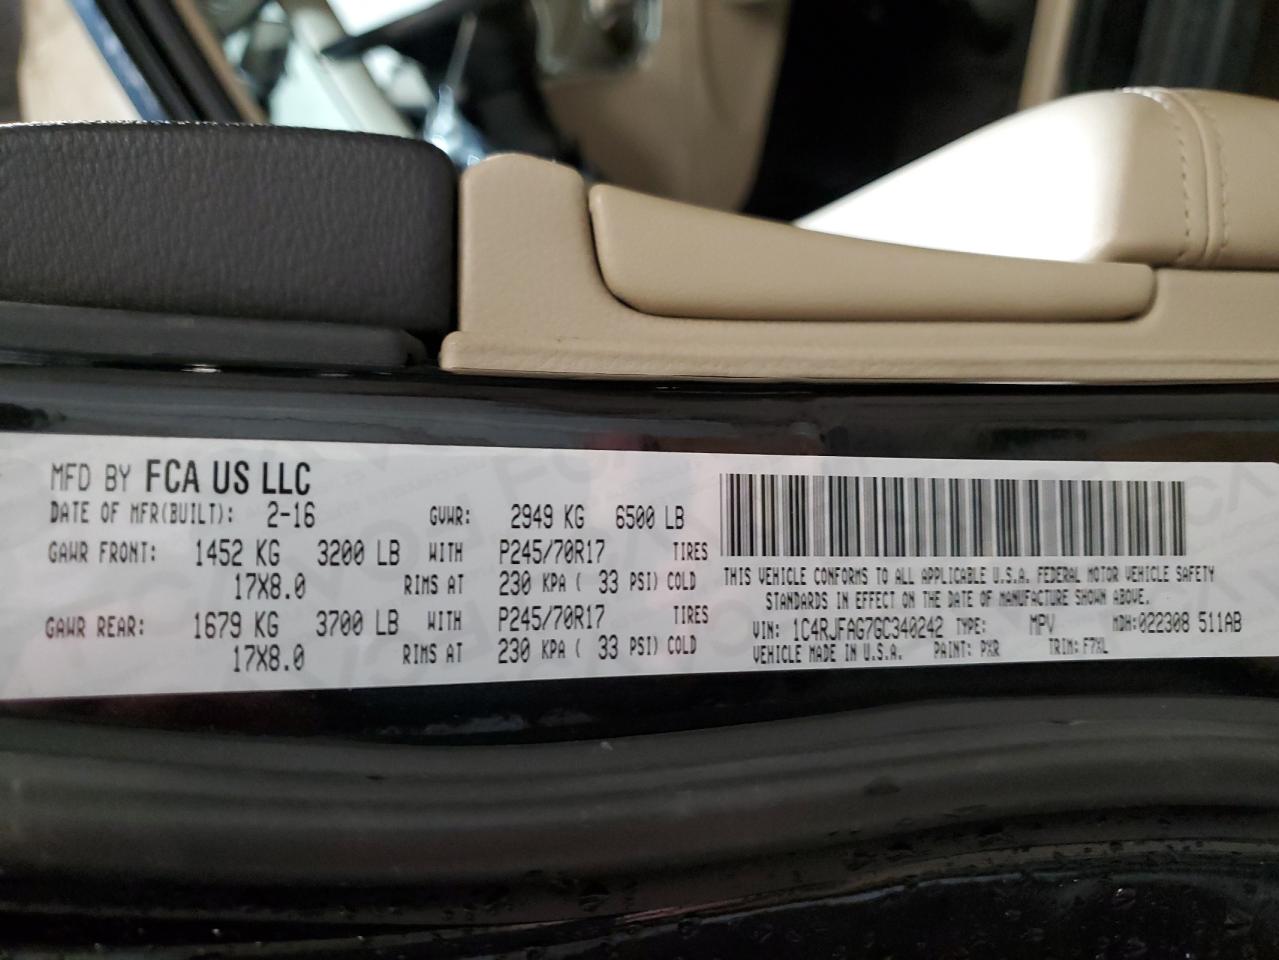 MFD BY FCA US LLC
DATE OF MFR(BUILT): 2-16 GVWR: 2949 KG 6500 LB
GAWR FRONT: 1452 KG 3200 LB WITH P245/70R17 TIRES
17X8.0 RIMS AT 230 KPA ( 33 PSI) COLD
GAWR REAR: 1679 KG 3700 LB WITH P245/70R17 TIRES
17X8.0 RIMS AT 230 KPA ( 33 PSI) COLD
THIS VEHICLE CONFORMS TO ALL APPLICABLE U.S.A. FEDERAL MOTOR VEHICLE SAFETY
STANDARDS IN EFFECT ON THE DATE OF MANUFACTURE SHOWN ABOVE.
VIN: 1C4RJFAG7GC340242 TYPE: MPV MDH:022308 511AB
VEHICLE MADE IN U.S.A. PAINT: PXR TRIM: F7XL